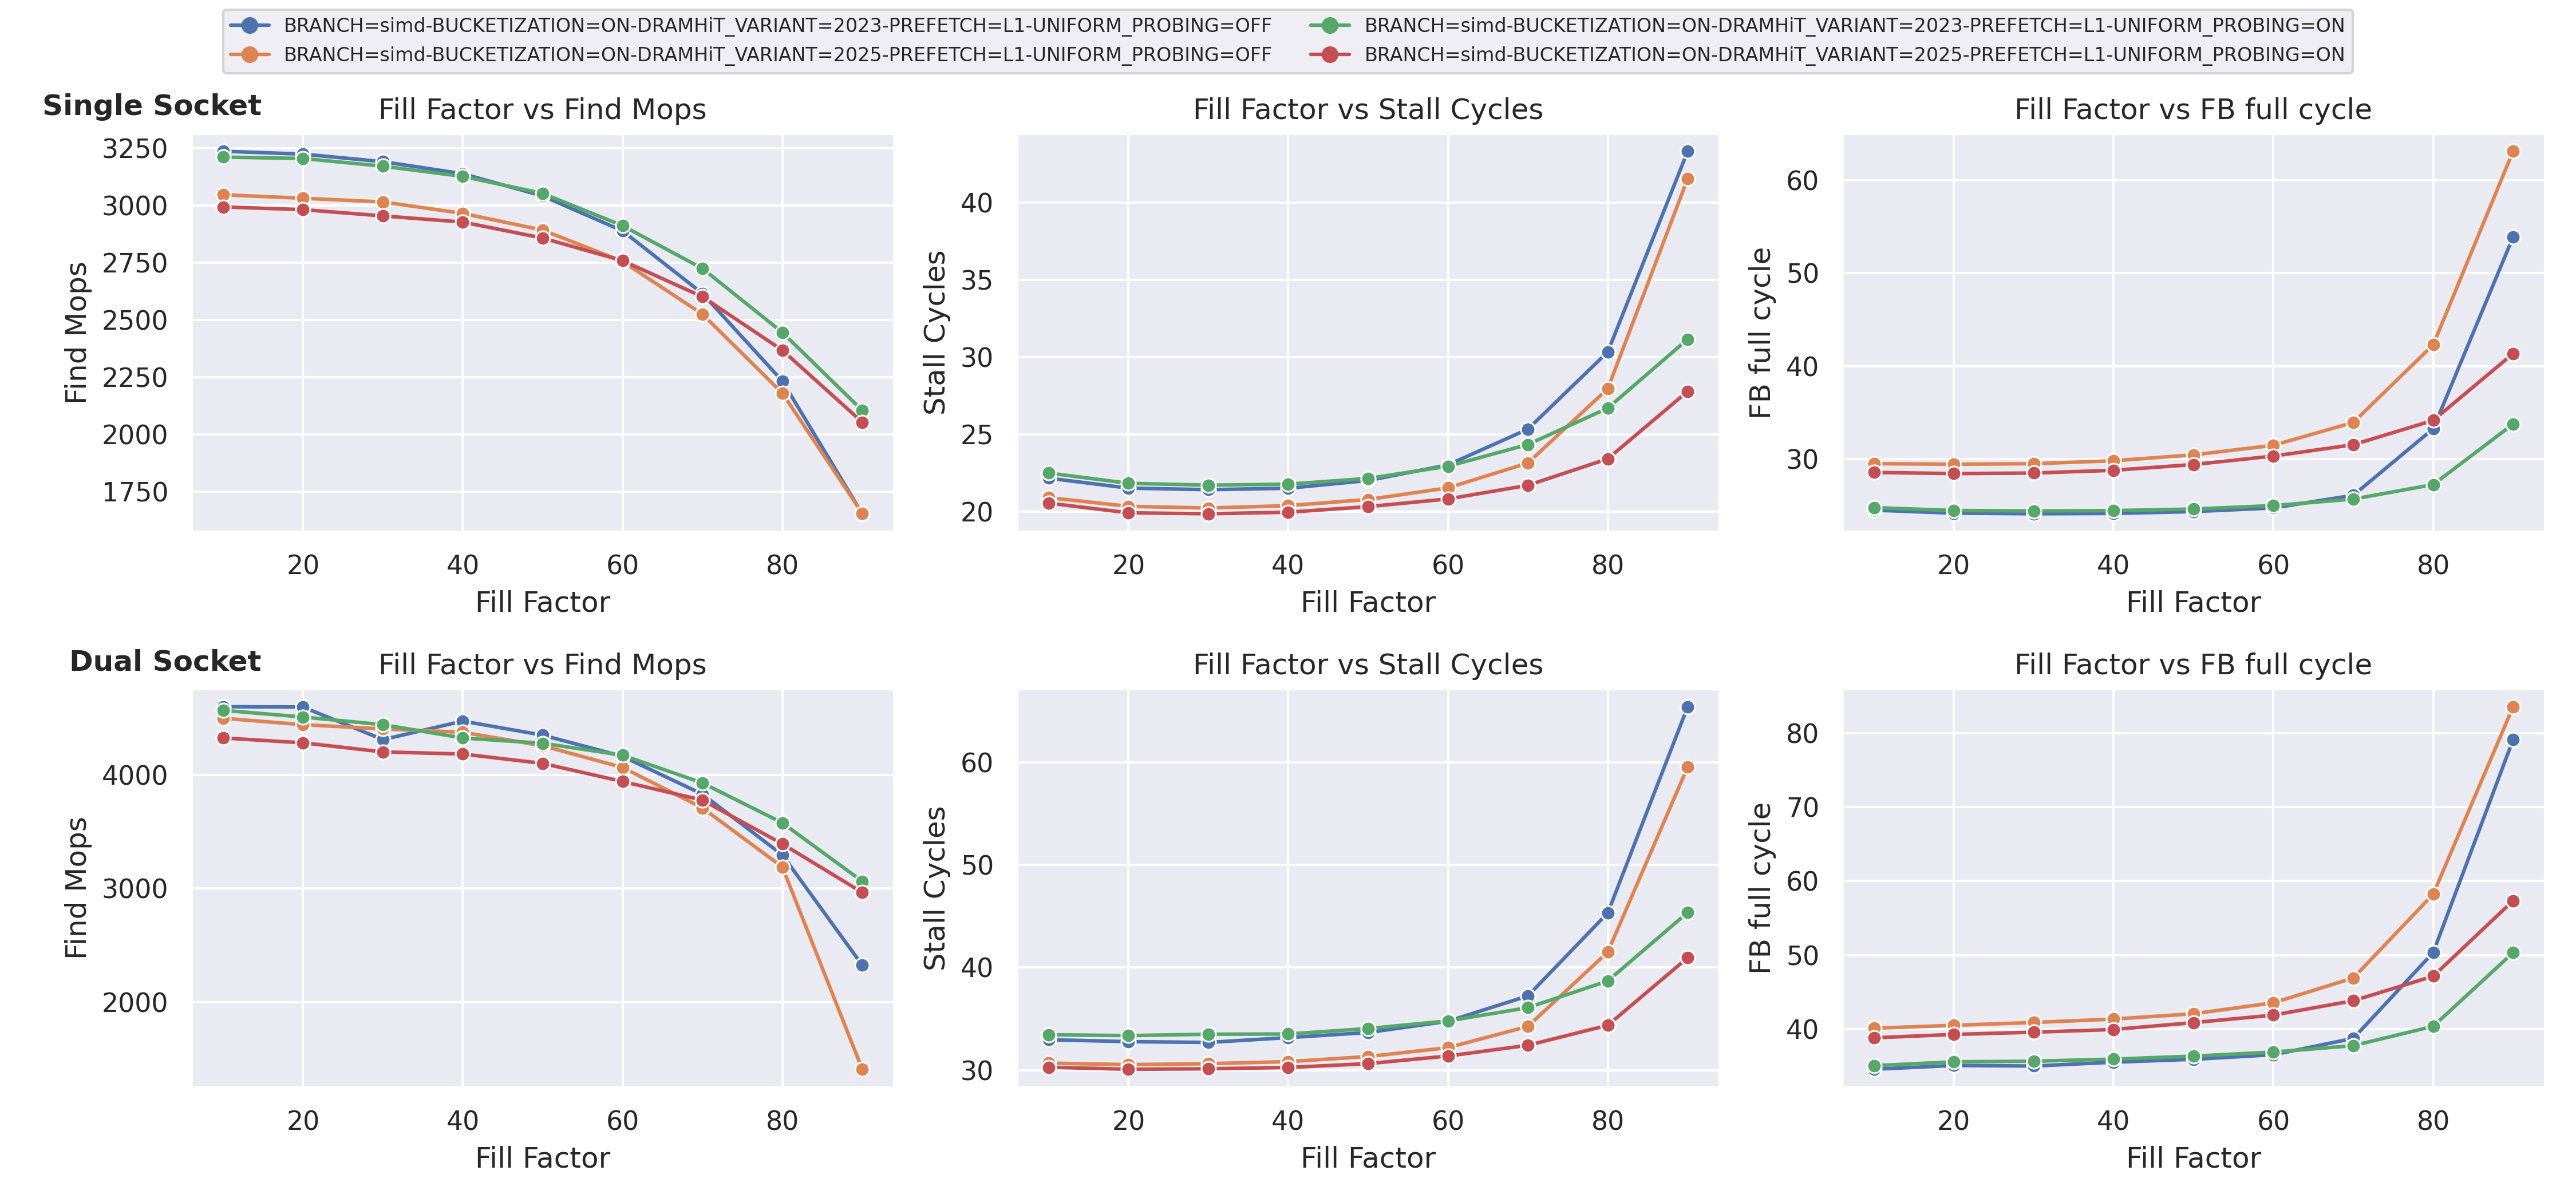 BRANCH=simd-BUCKETIZATION=ON-DRAMHiT_VARIANT=2023-PREFETCH=L1-UNIFORM_PROBING=OFF
BRANCH=simd-BUCKETIZATION=ON-DRAMHiT_VARIANT=2025-PREFETCH=L1-UNIFORM_PROBING=OFF
BRANCH=simd-BUCKETIZATION=ON-DRAMHiT_VARIANT=2023-PREFETCH=L1-UNIFORM_PROBING=ON
BRANCH=simd-BUCKETIZATION=ON-DRAMHiT_VARIANT=2025-PREFETCH=L1-UNIFORM_PROBING=ON
Single Socket
Fill Factor vs Find Mops
Find Mops
3250
3000
2750
2500
2250
2000
1750
20 40 60 80
Fill Factor
Fill Factor vs Stall Cycles
Stall Cycles
40
35
30
25
20
20 40 60 80
Fill Factor
Fill Factor vs FB full cycle
FB full cycle
60
50
40
30
20 40 60 80
Fill Factor
Dual Socket
Fill Factor vs Find Mops
Find Mops
4000
3000
2000
20 40 60 80
Fill Factor
Fill Factor vs Stall Cycles
Stall Cycles
60
50
40
30
20 40 60 80
Fill Factor
Fill Factor vs FB full cycle
FB full cycle
80
70
60
50
40
20 40 60 80
Fill Factor